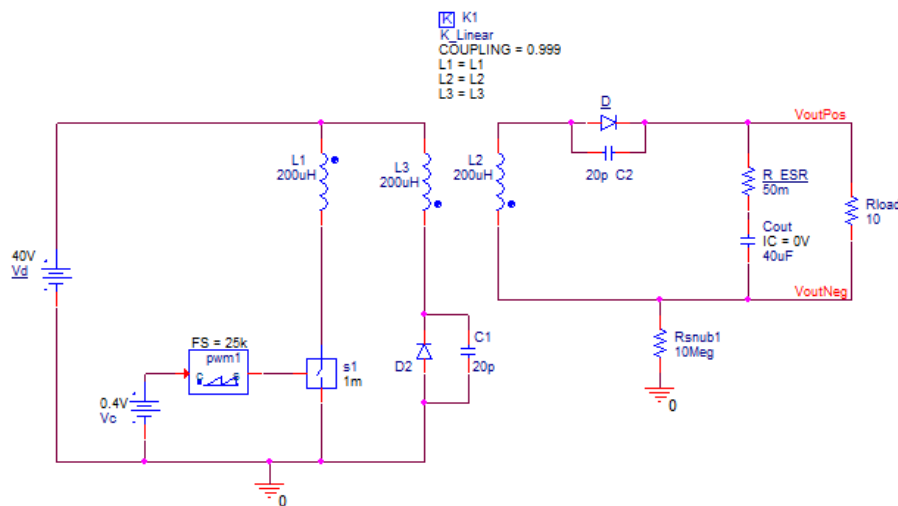 K K1
K_Linear
COUPLING = 0.999
L1 = L1
L2 = L2
L3 = L3
D
VoutPos
L1
200uH
L3
200uH
L2
200uH
20p C2
R_ESR
50m
Rload
10
Cout
IC = 0V
40uF
40V
Vd
VoutNeg
FS = 25k
pwm1
C S
s1
1m
D2
C1
20p
Rsnub1
10Meg
0
0.4V
Vc
0